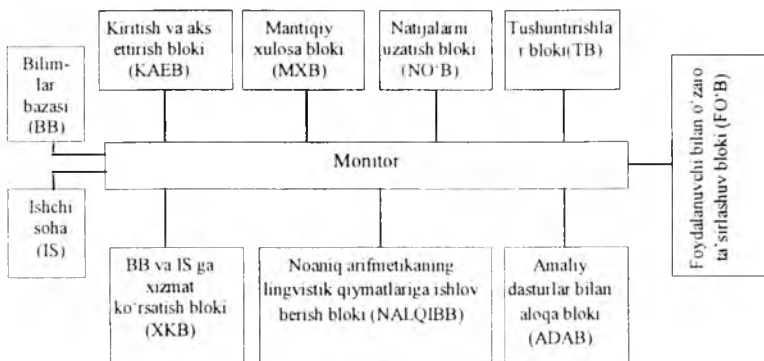 Bilim-
lar
bazasi
(BB)
Kiritish va aks
ettirish bloki
(KAEB)
Mantiqiy
xulosa bloki
(MXB)
Natijalarni
uzatish bloki
(NO'B)
Tushuntirishla
r bloki(TB)
Monitor
Foydalanuvchi bilan o'zaro
ta'sirlashuv bloki (FO'B)
Ishchi
soha
(IS)
BB va IS ga
xizmat
ko'rsatish bloki
(XKB)
Noaniq arifmetikaning
lingvistik qiymatlariga ishlov
berish bloki (NALQIBB)
Amaliy
dasturlar bilan
aloqa bloki
(ADAB)